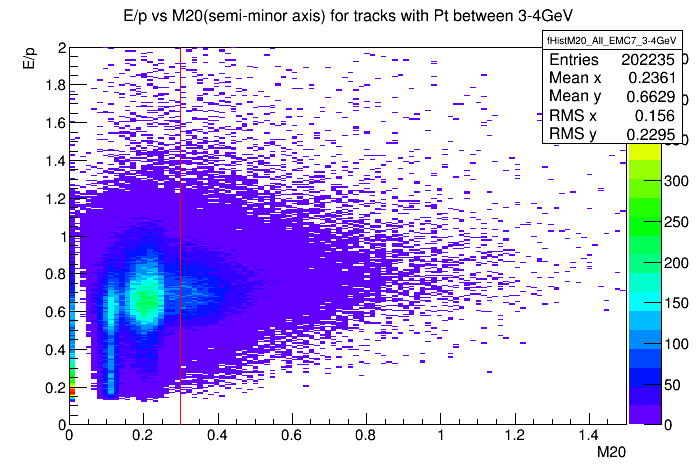 E/p vs M20(semi-minor axis) for tracks with Pt between 3-4GeV
fHistM20_All_EMC7_3-4GeV
Entries 202235
Mean x 0.2361
Mean y 0.6629
RMS x 0.156
RMS y 0.2295
E/p
2
1.8
1.6
1.4
1.2
1
0.8
0.6
0.4
0.2
0
0 0.2 0.4 0.6 0.8 1 1.2 1.4
M20
300
250
200
150
100
50
0